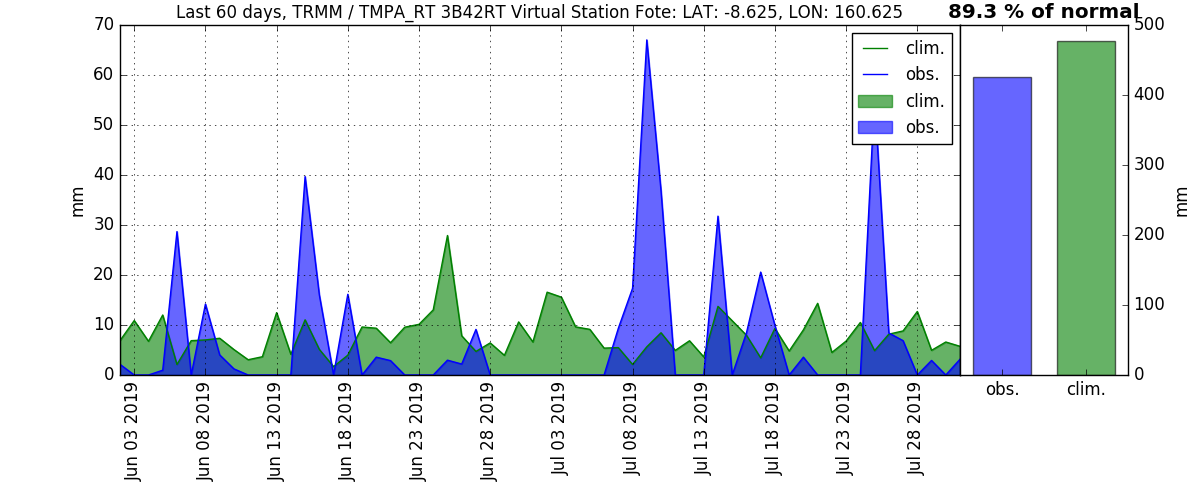 Last 60 days, TRMM / TMPA_RT 3B42RT Virtual Station Fote: LAT: -8.625, LON: 160.625
89.3 % of normal
70
60
50
40
30
20
10
0
mm
clim.
obs.
clim.
obs.
500
400
300
200
100
0
mm
obs.
clim.
Jun 03 2019
Jun 08 2019
Jun 13 2019
Jun 18 2019
Jun 23 2019
Jun 28 2019
Jul 03 2019
Jul 08 2019
Jul 13 2019
Jul 18 2019
Jul 23 2019
Jul 28 2019